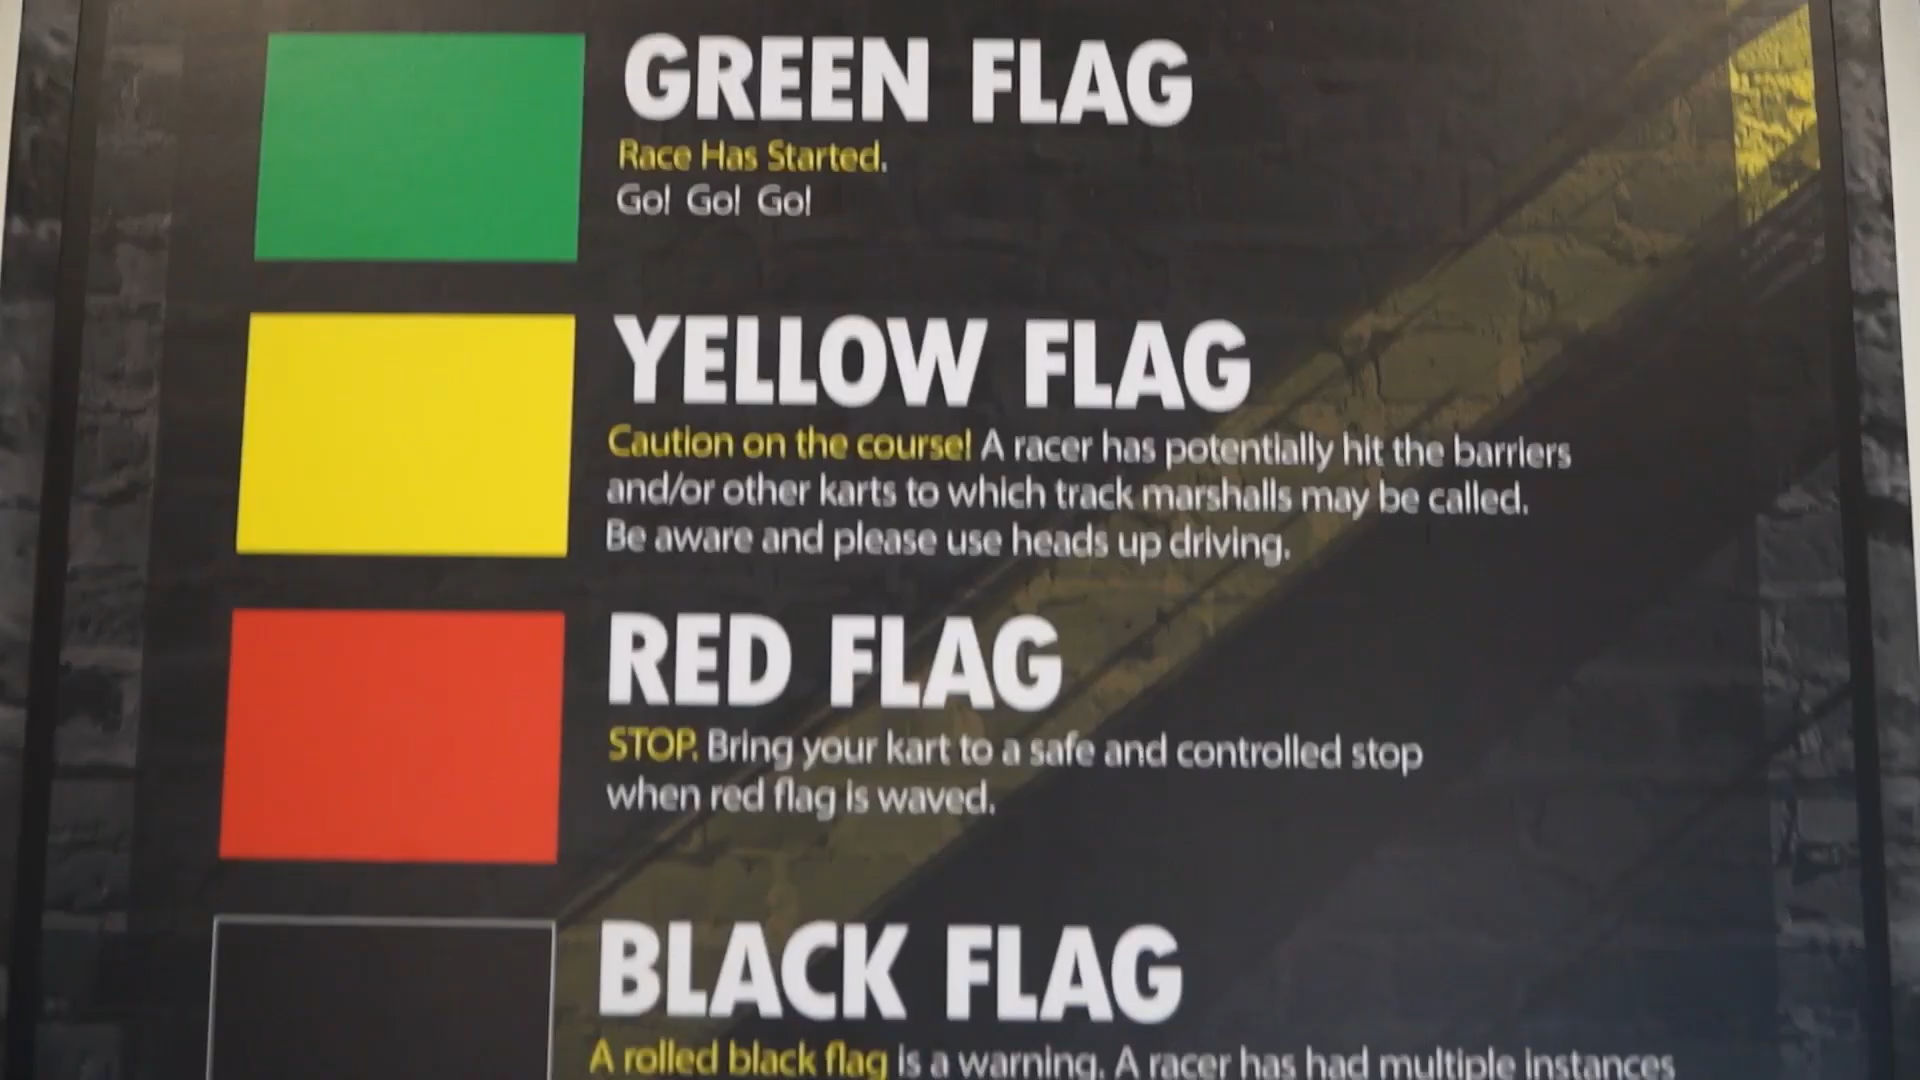 GREEN FLAG
Race Has Started.
Go! Go! Go!
YELLOW FLAG
Caution on the course! A racer has potentially hit the barriers
and/or other karts to which track marshalls may be called.
Be aware and please use heads up driving.
RED FLAG
STOP. Bring your kart to a safe and controlled stop
when red flag is waved.
BLACK FLAG
A rolled black flag is a warning. A racer has had multiple instances